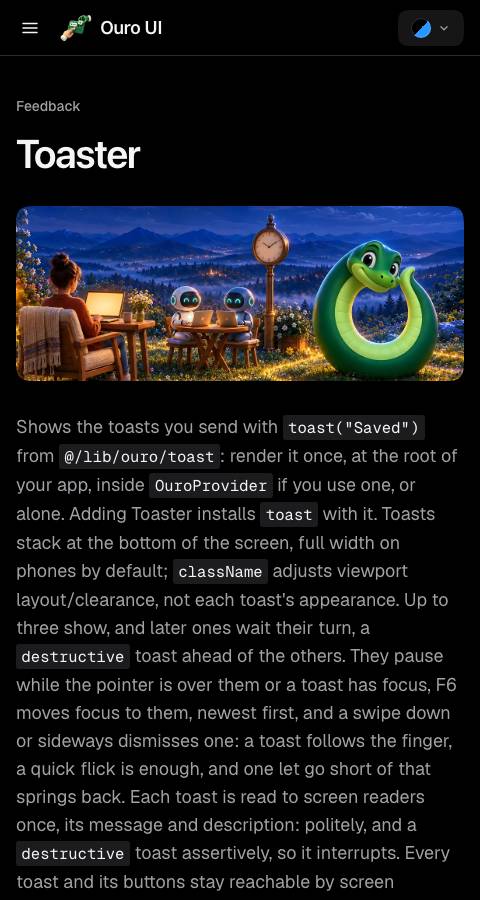 Ouro UI
Feedback
Toaster
Shows the toasts you send with toast("Saved")
from @/lib/ouro/toast: render it once, at the root of
your app, inside OuroProvider if you use one, or
alone. Adding Toaster installs toast with it. Toasts
stack at the bottom of the screen, full width on
phones by default; className adjusts viewport
layout/clearance, not each toast's appearance. Up to
three show, and later ones wait their turn, a
destructive toast ahead of the others. They pause
while the pointer is over them or a toast has focus, F6
moves focus to them, newest first, and a swipe down
or sideways dismisses one: a toast follows the finger,
a quick flick is enough, and one let go short of that
springs back. Each toast is read to screen readers
once, its message and description: politely, and a
destructive toast assertively, so it interrupts. Every
toast and its buttons stay reachable by screen